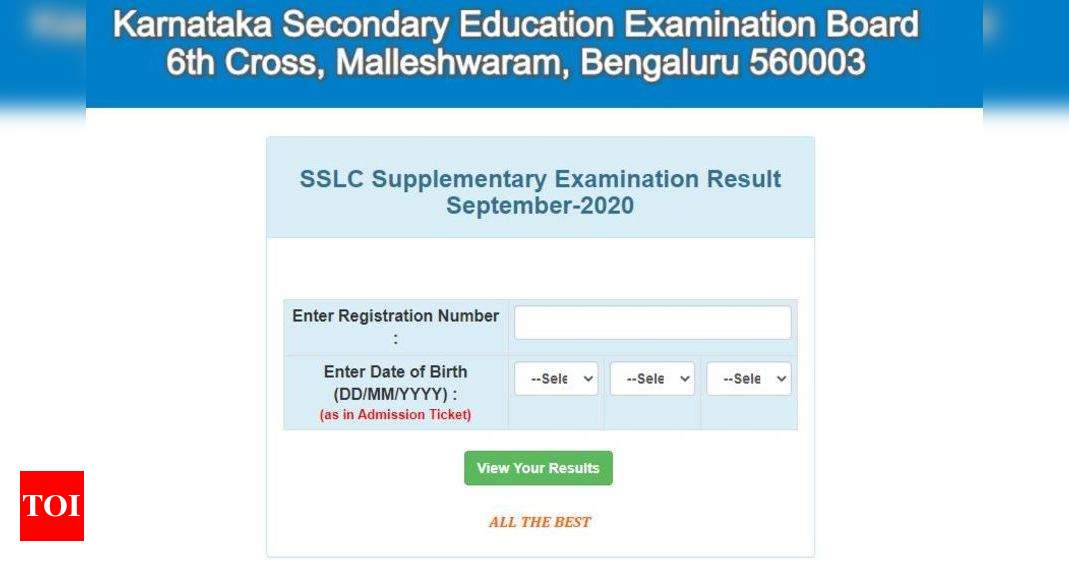 Karnataka Secondary Education Examination Board
6th Cross, Malleshwaram, Bengaluru 560003
SSLC Supplementary Examination Result
September-2020
Enter Registration Number
:
Enter Date of Birth
(DD/MM/YYYY) :
(as in Admission Ticket)
--Sele --Sele --Sele
View Your Results
ALL THE BEST
TOI